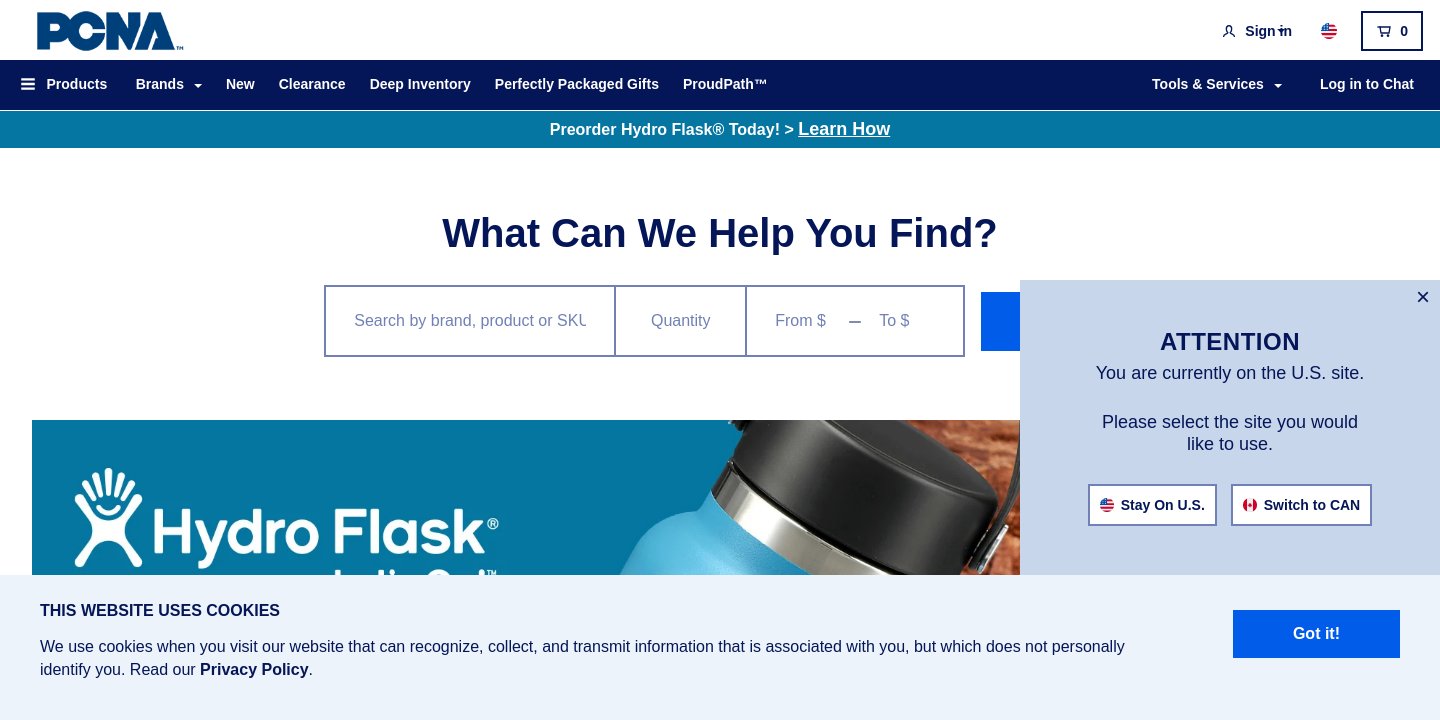 PCNA™
Sign in
0
Products Brands New Clearance Deep Inventory Perfectly Packaged Gifts ProudPath™ Tools & Services Log in to Chat
Preorder Hydro Flask® Today! > Learn How
What Can We Help You Find?
Search by brand, product or SKU Quantity From $ – To $
×
ATTENTION
You are currently on the U.S. site.
Please select the site you would
like to use.
Stay On U.S. Switch to CAN
Hydro Flask®
THIS WEBSITE USES COOKIES
We use cookies when you visit our website that can recognize, collect, and transmit information that is associated with you, but which does not personally
identify you. Read our Privacy Policy.
Got it!